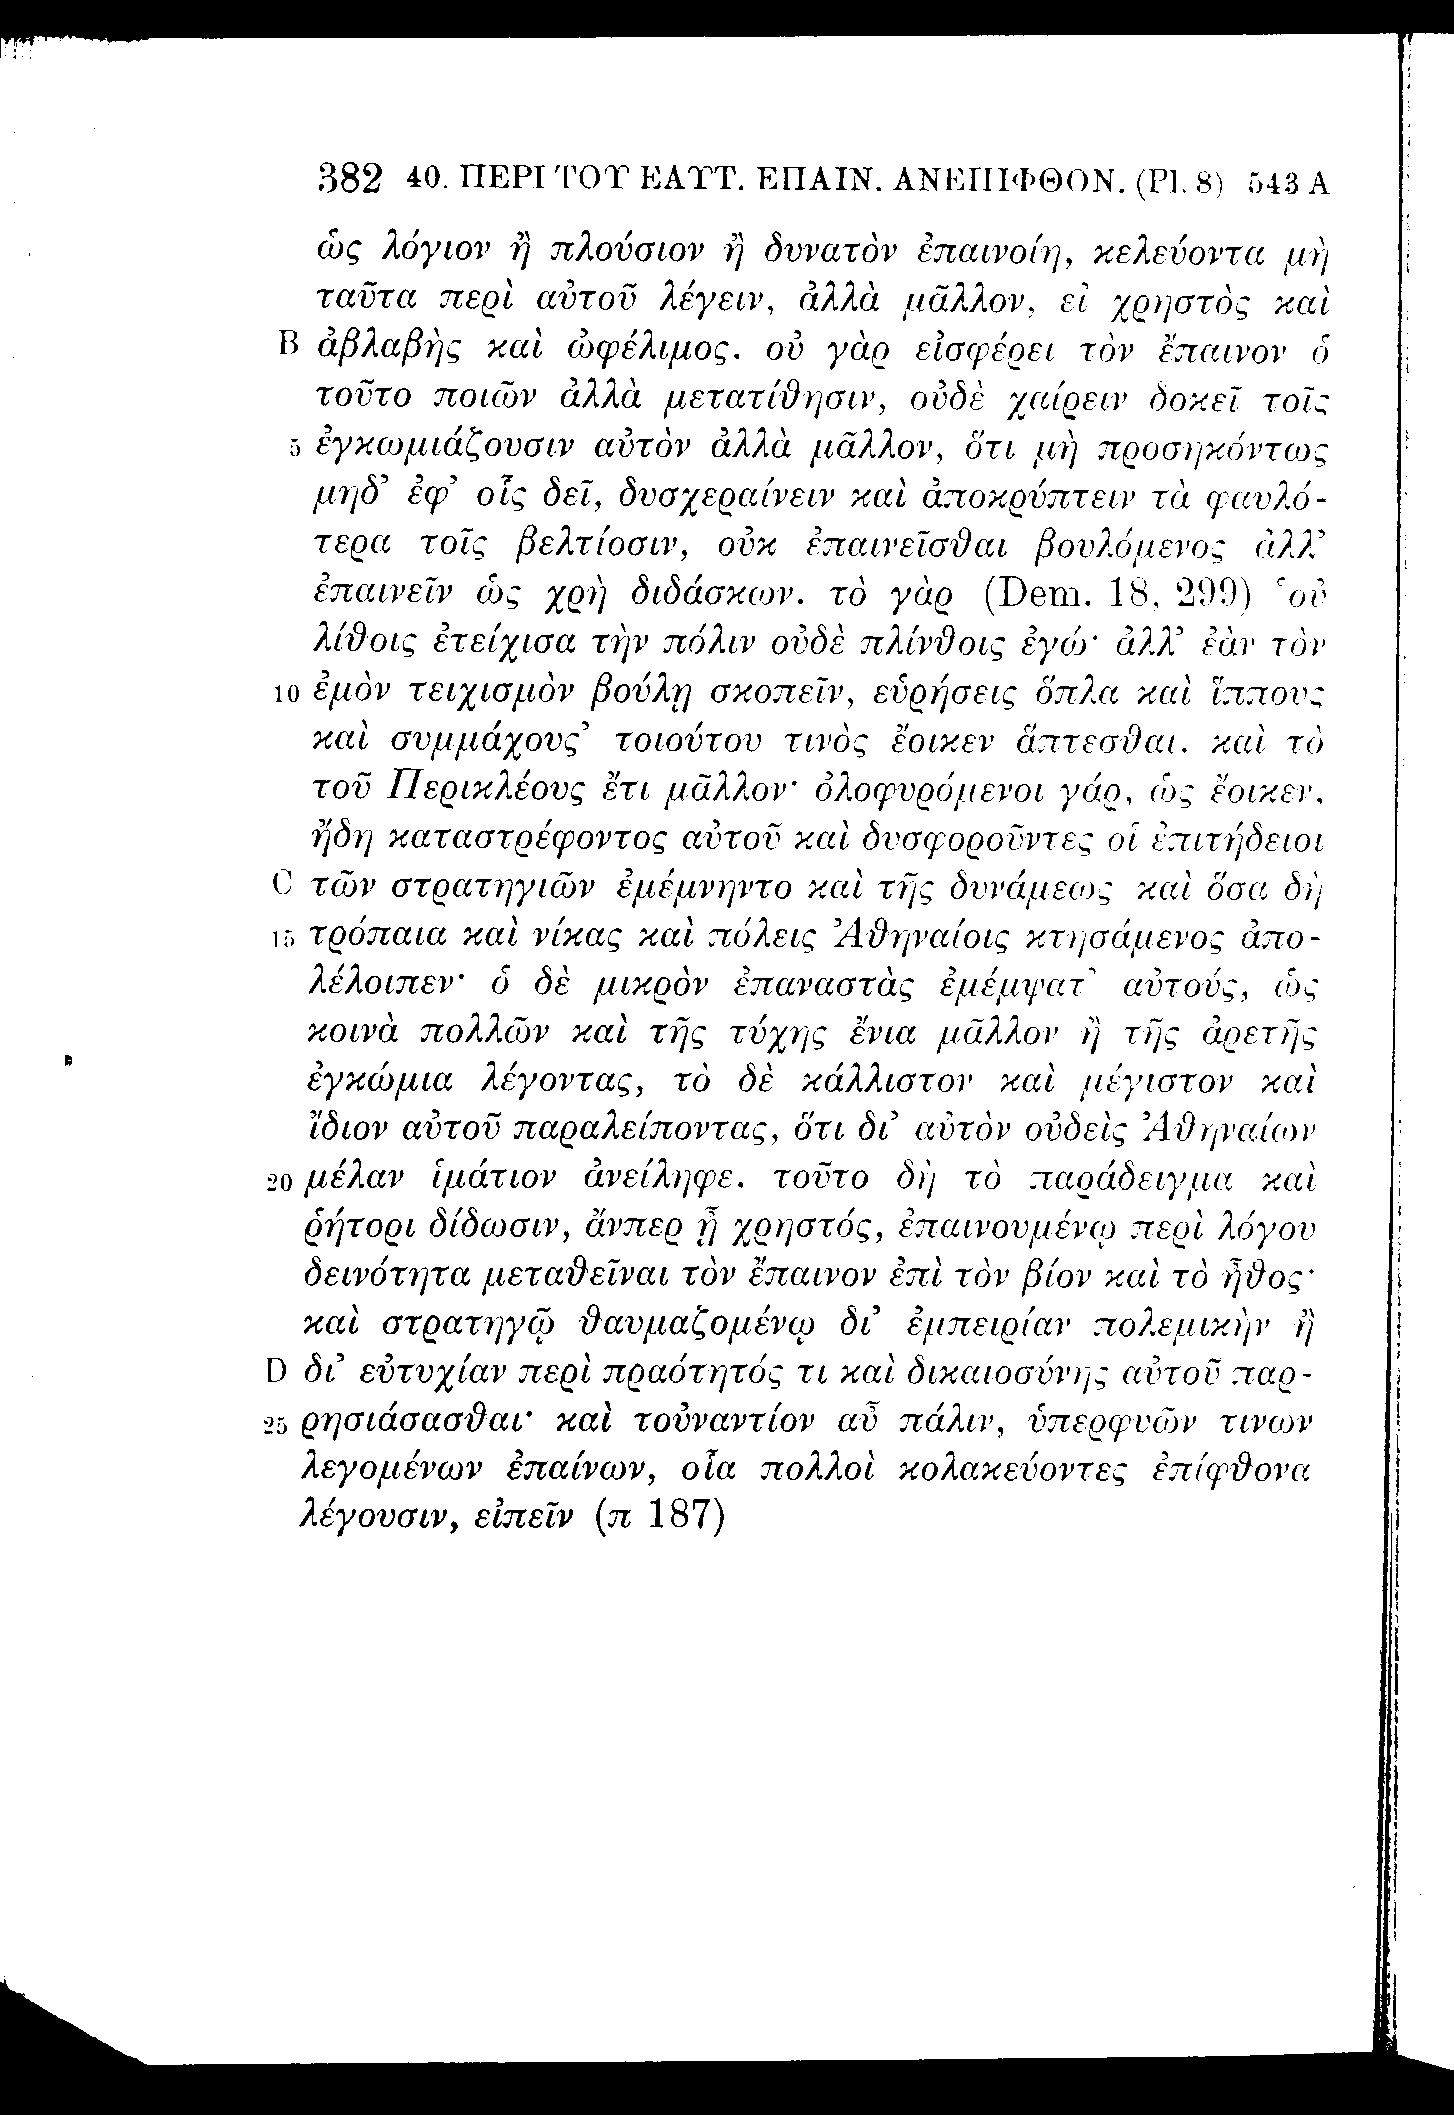 382 40. ΠΕΡΙ ΤΟΥ ΕΑΥΤ. ΕΠΑΙΝ. ΑΝΕΠΙΦΘΟΝ. (Pl. 8) 543 A
ὡς λόγιον ἢ πλούσιον ἢ δυνατὸν ἐπαινοίη, κελεύοντα μὴ
ταῦτα περὶ αὐτοῦ λέγειν, ἀλλὰ μᾶλλον, εἰ χρηστὸς καὶ
B ἀβλαβὴς καὶ ὠφέλιμος. οὐ γὰρ εἰσφέρει τὸν ἔπαινον ὁ
τοῦτο ποιῶν ἀλλὰ μετατίθησιν, οὐδὲ χαίρειν δοκεῖ τοῖς
5 ἐγκωμιάζουσιν αὐτὸν ἀλλὰ μᾶλλον, ὅτι μὴ προσηκόντως
μηδ’ ἐφ’ οἷς δεῖ, δυσχεραίνειν καὶ ἀποκρύπτειν τὰ φαυλό-
τερα τοῖς βελτίοσιν, οὐκ ἐπαινεῖσθαι βουλόμενος ἀλλ’
ἐπαινεῖν ὡς χρὴ διδάσκων. τὸ γὰρ (Dem. 18, 299) ‘οὐ
λίθοις ἐτείχισα τὴν πόλιν οὐδὲ πλίνθοις ἐγώ· ἀλλ’ ἐὰν τὸν
10 ἐμὸν τειχισμὸν βούλῃ σκοπεῖν, εὑρήσεις ὅπλα καὶ ἵππους
καὶ συμμάχους’ τοιούτου τινὸς ἔοικεν ἅπτεσθαι. καὶ τὸ
τοῦ Περικλέους ἔτι μᾶλλον· ὀλοφυρόμενοι γάρ, ὡς ἔοικεν,
ἤδη καταστρέφοντος αὐτοῦ καὶ δυσφοροῦντες οἱ ἐπιτήδειοι
C τῶν στρατηγιῶν ἐμέμνηντο καὶ τῆς δυνάμεως καὶ ὅσα δὴ
15 τρόπαια καὶ νίκας καὶ πόλεις Ἀθηναίοις κτησάμενος ἀπο-
λέλοιπεν· ὁ δὲ μικρὸν ἐπαναστὰς ἐμέμψατ’ αὐτούς, ὡς
κοινὰ πολλῶν καὶ τῆς τύχης ἔνια μᾶλλον ἢ τῆς ἀρετῆς
ἐγκώμια λέγοντας, τὸ δὲ κάλλιστον καὶ μέγιστον καὶ
ἴδιον αὐτοῦ παραλείποντας, ὅτι δι’ αὐτὸν οὐδεὶς Ἀθηναίων
20 μέλαν ἱμάτιον ἀνείληφε. τοῦτο δὴ τὸ παράδειγμα καὶ
ῥήτορι δίδωσιν, ἄνπερ ᾖ χρηστός, ἐπαινουμένῳ περὶ λόγου
δεινότητα μεταθεῖναι τὸν ἔπαινον ἐπὶ τὸν βίον καὶ τὸ ἦθος·
καὶ στρατηγῷ θαυμαζομένῳ δι’ ἐμπειρίαν πολεμικὴν ἢ
D δι’ εὐτυχίαν περὶ πραότητός τι καὶ δικαιοσύνης αὐτοῦ παρ-
25 ρησιάσασθαι· καὶ τοὐναντίον αὖ πάλιν, ὑπερφυῶν τινων
λεγομένων ἐπαίνων, οἷα πολλοὶ κολακεύοντες ἐπίφθονα
λέγουσιν, εἰπεῖν (π 187)